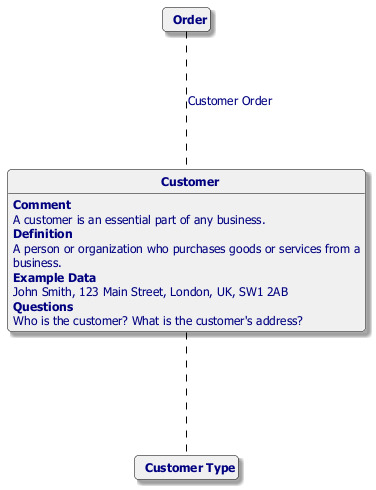 Order
Customer Order
Customer
Comment
A customer is an essential part of any business.
Definition
A person or organization who purchases goods or services from a
business.
Example Data
John Smith, 123 Main Street, London, UK, SW1 2AB
Questions
Who is the customer? What is the customer's address?
Customer Type